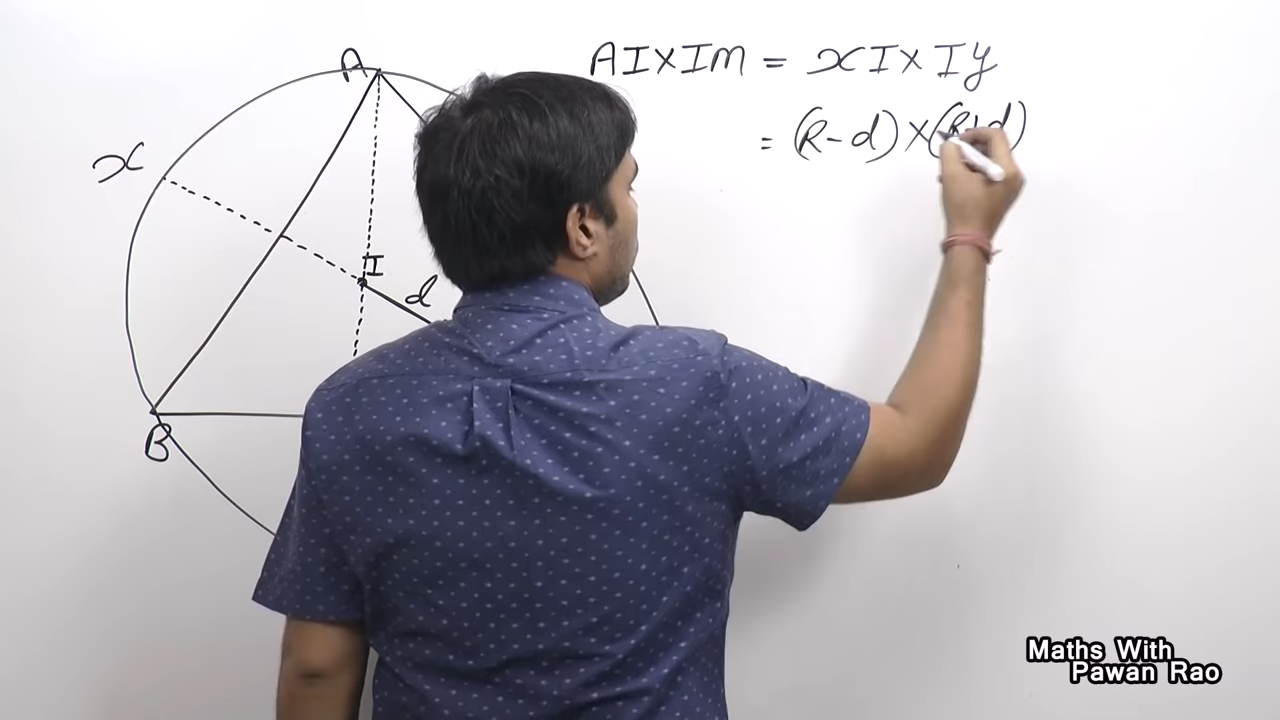 A
AI×IM = xI×Iy
= (R-d)×(R+d)
x
I
d
B
Maths With
Pawan Rao